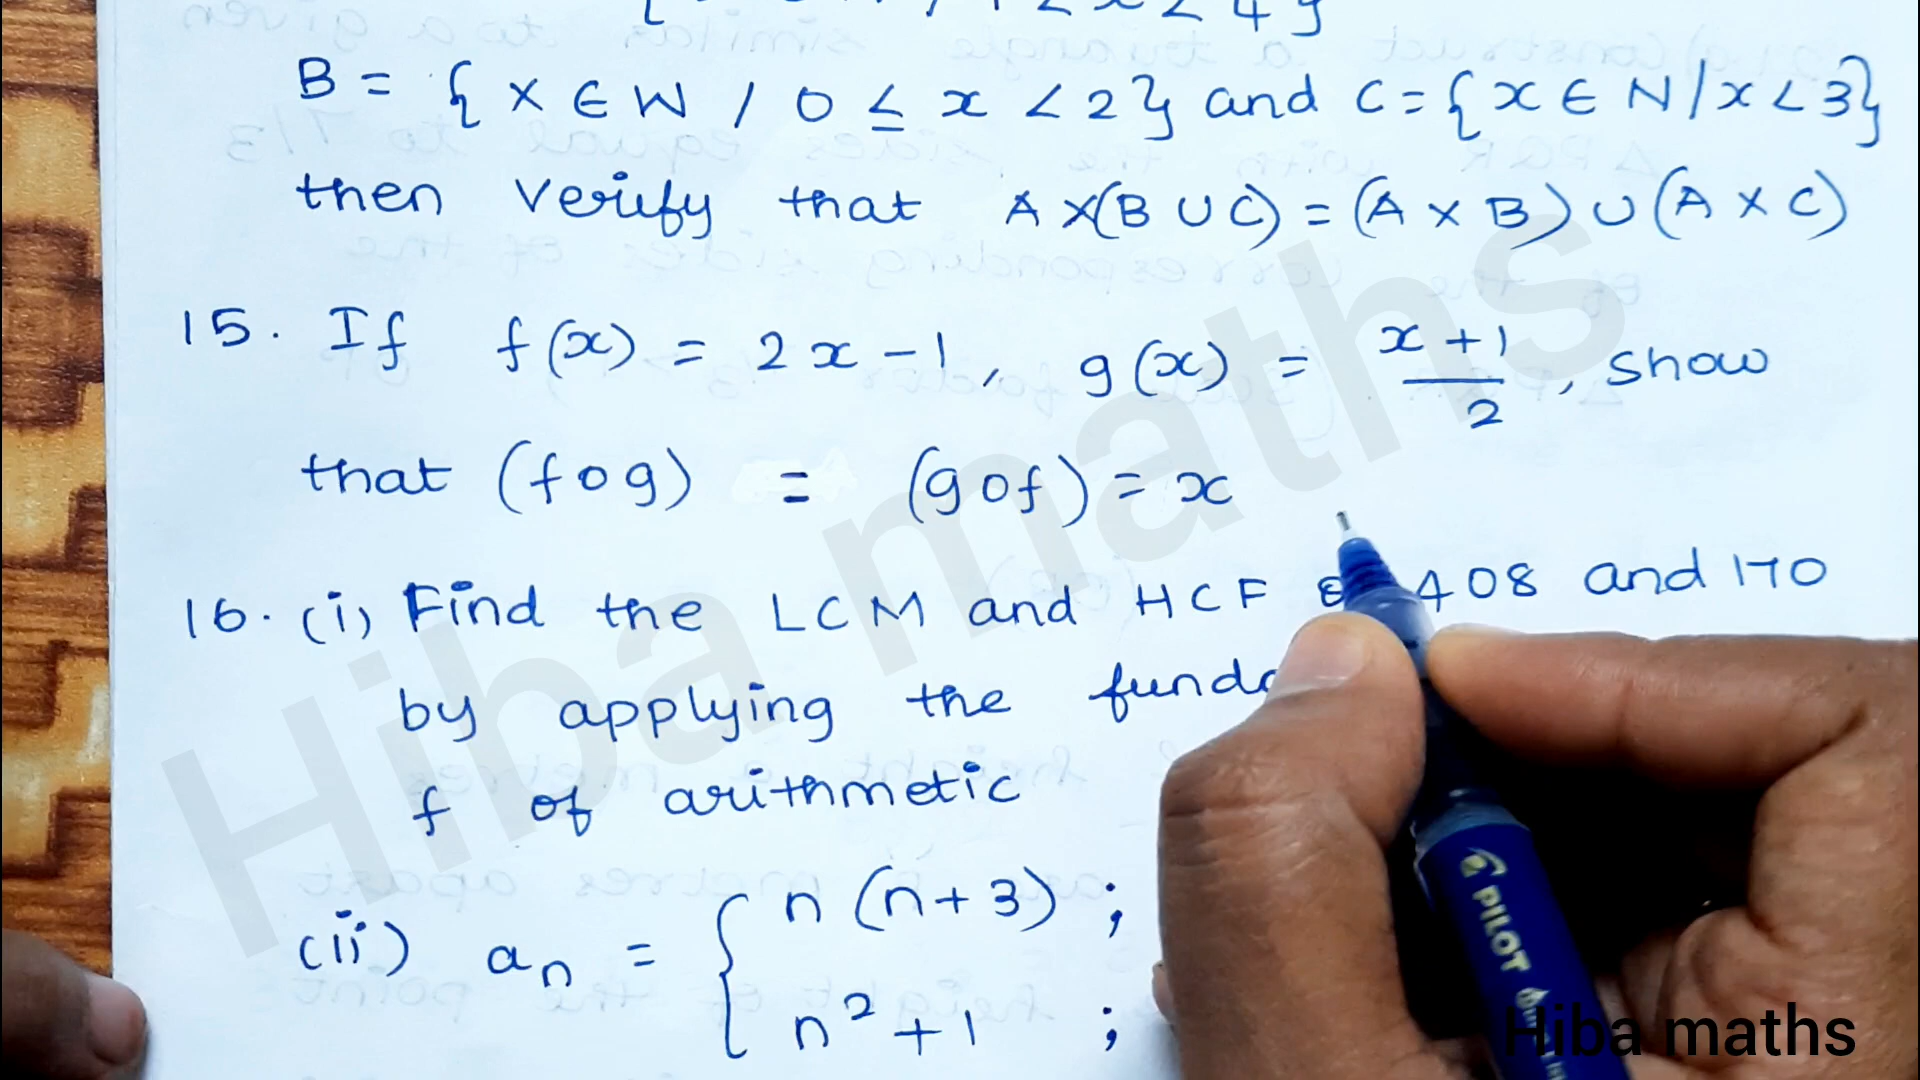 B = { x ∈ W / 0 ≤ x < 2} and C = {x ∈ N / x < 3}
then verify that A X(B ∪ C) = (A X B) ∪ (A X C)
15. If f(x) = 2x - 1, g(x) = x + 1 / 2, show
that (fog) = (gof) = x
16. (i) Find the LCM and HCF 408 and 170
by applying the
f of arithmetic
(ii) aₙ = { n (n + 3) ;
n² + 1 ;
PILOT
Hiba maths
Hiba maths